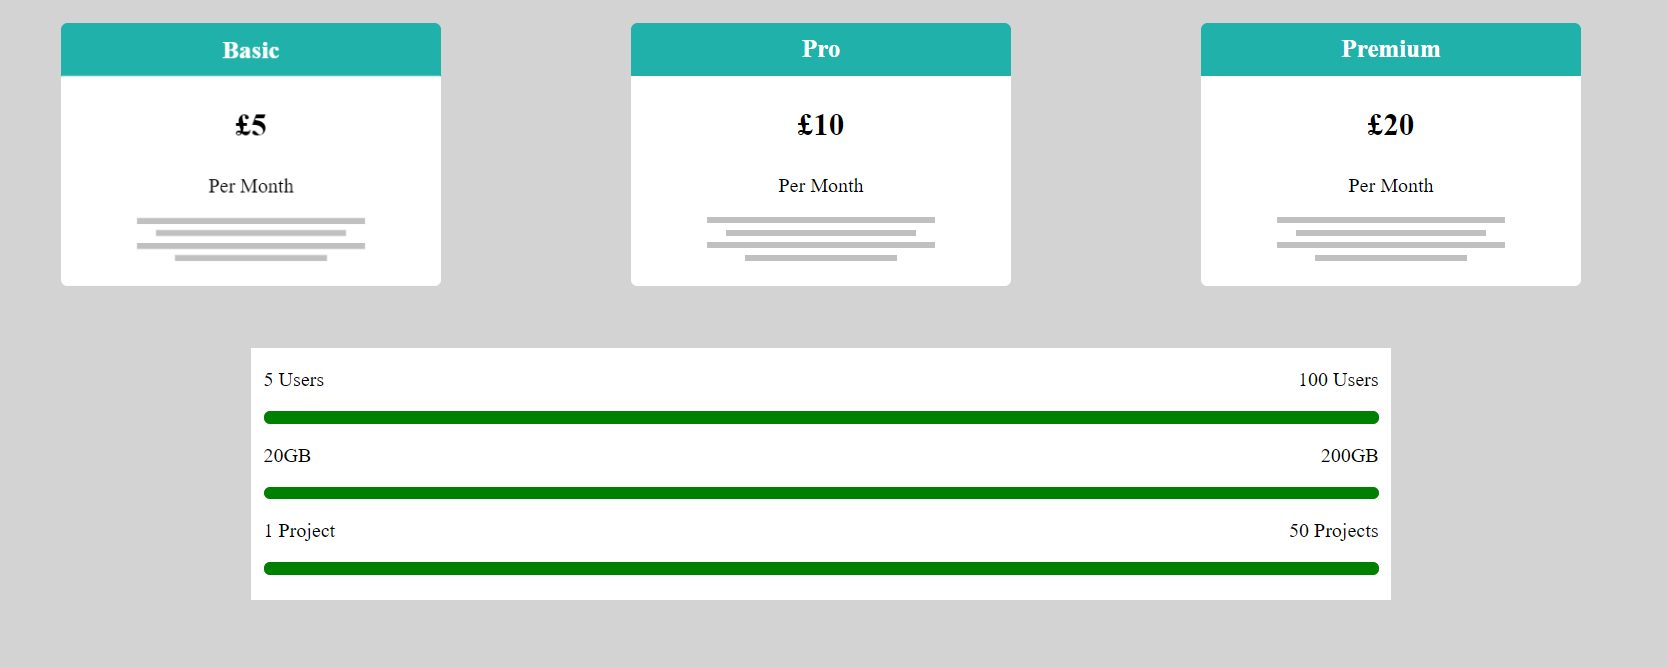 Basic
£5
Per Month
Pro
£10
Per Month
Premium
£20
Per Month
5 Users
100 Users
20GB
200GB
1 Project
50 Projects